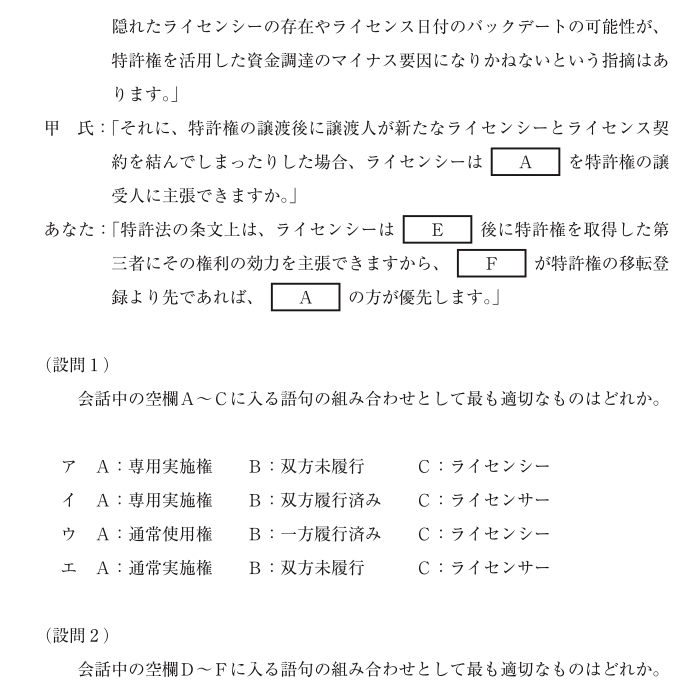 隠れたライセンシーの存在やライセンス日付のバックデートの可能性が、
特許権を活用した資金調達のマイナス要因になりかねないという指摘はあ
ります。」
甲　氏：「それに、特許権の譲渡後に譲渡人が新たなライセンシーとライセンス契
約を結んでしまったりした場合、ライセンシーは A を特許権の譲
受人に主張できますか。」
あなた：「特許法の条文上は、ライセンシーは E 後に特許権を取得した第
三者にその権利の効力を主張できますから、 F が特許権の移転登
録より先であれば、 A の方が優先します。」
（設問１）
会話中の空欄Ａ～Ｃに入る語句の組み合わせとして最も適切なものはどれか。
ア　Ａ：専用実施権　Ｂ：双方未履行　Ｃ：ライセンシー
イ　Ａ：専用実施権　Ｂ：双方履行済み　Ｃ：ライセンサー
ウ　Ａ：通常使用権　Ｂ：一方履行済み　Ｃ：ライセンシー
エ　Ａ：通常実施権　Ｂ：双方未履行　Ｃ：ライセンサー
（設問２）
会話中の空欄Ｄ～Ｆに入る語句の組み合わせとして最も適切なものはどれか。